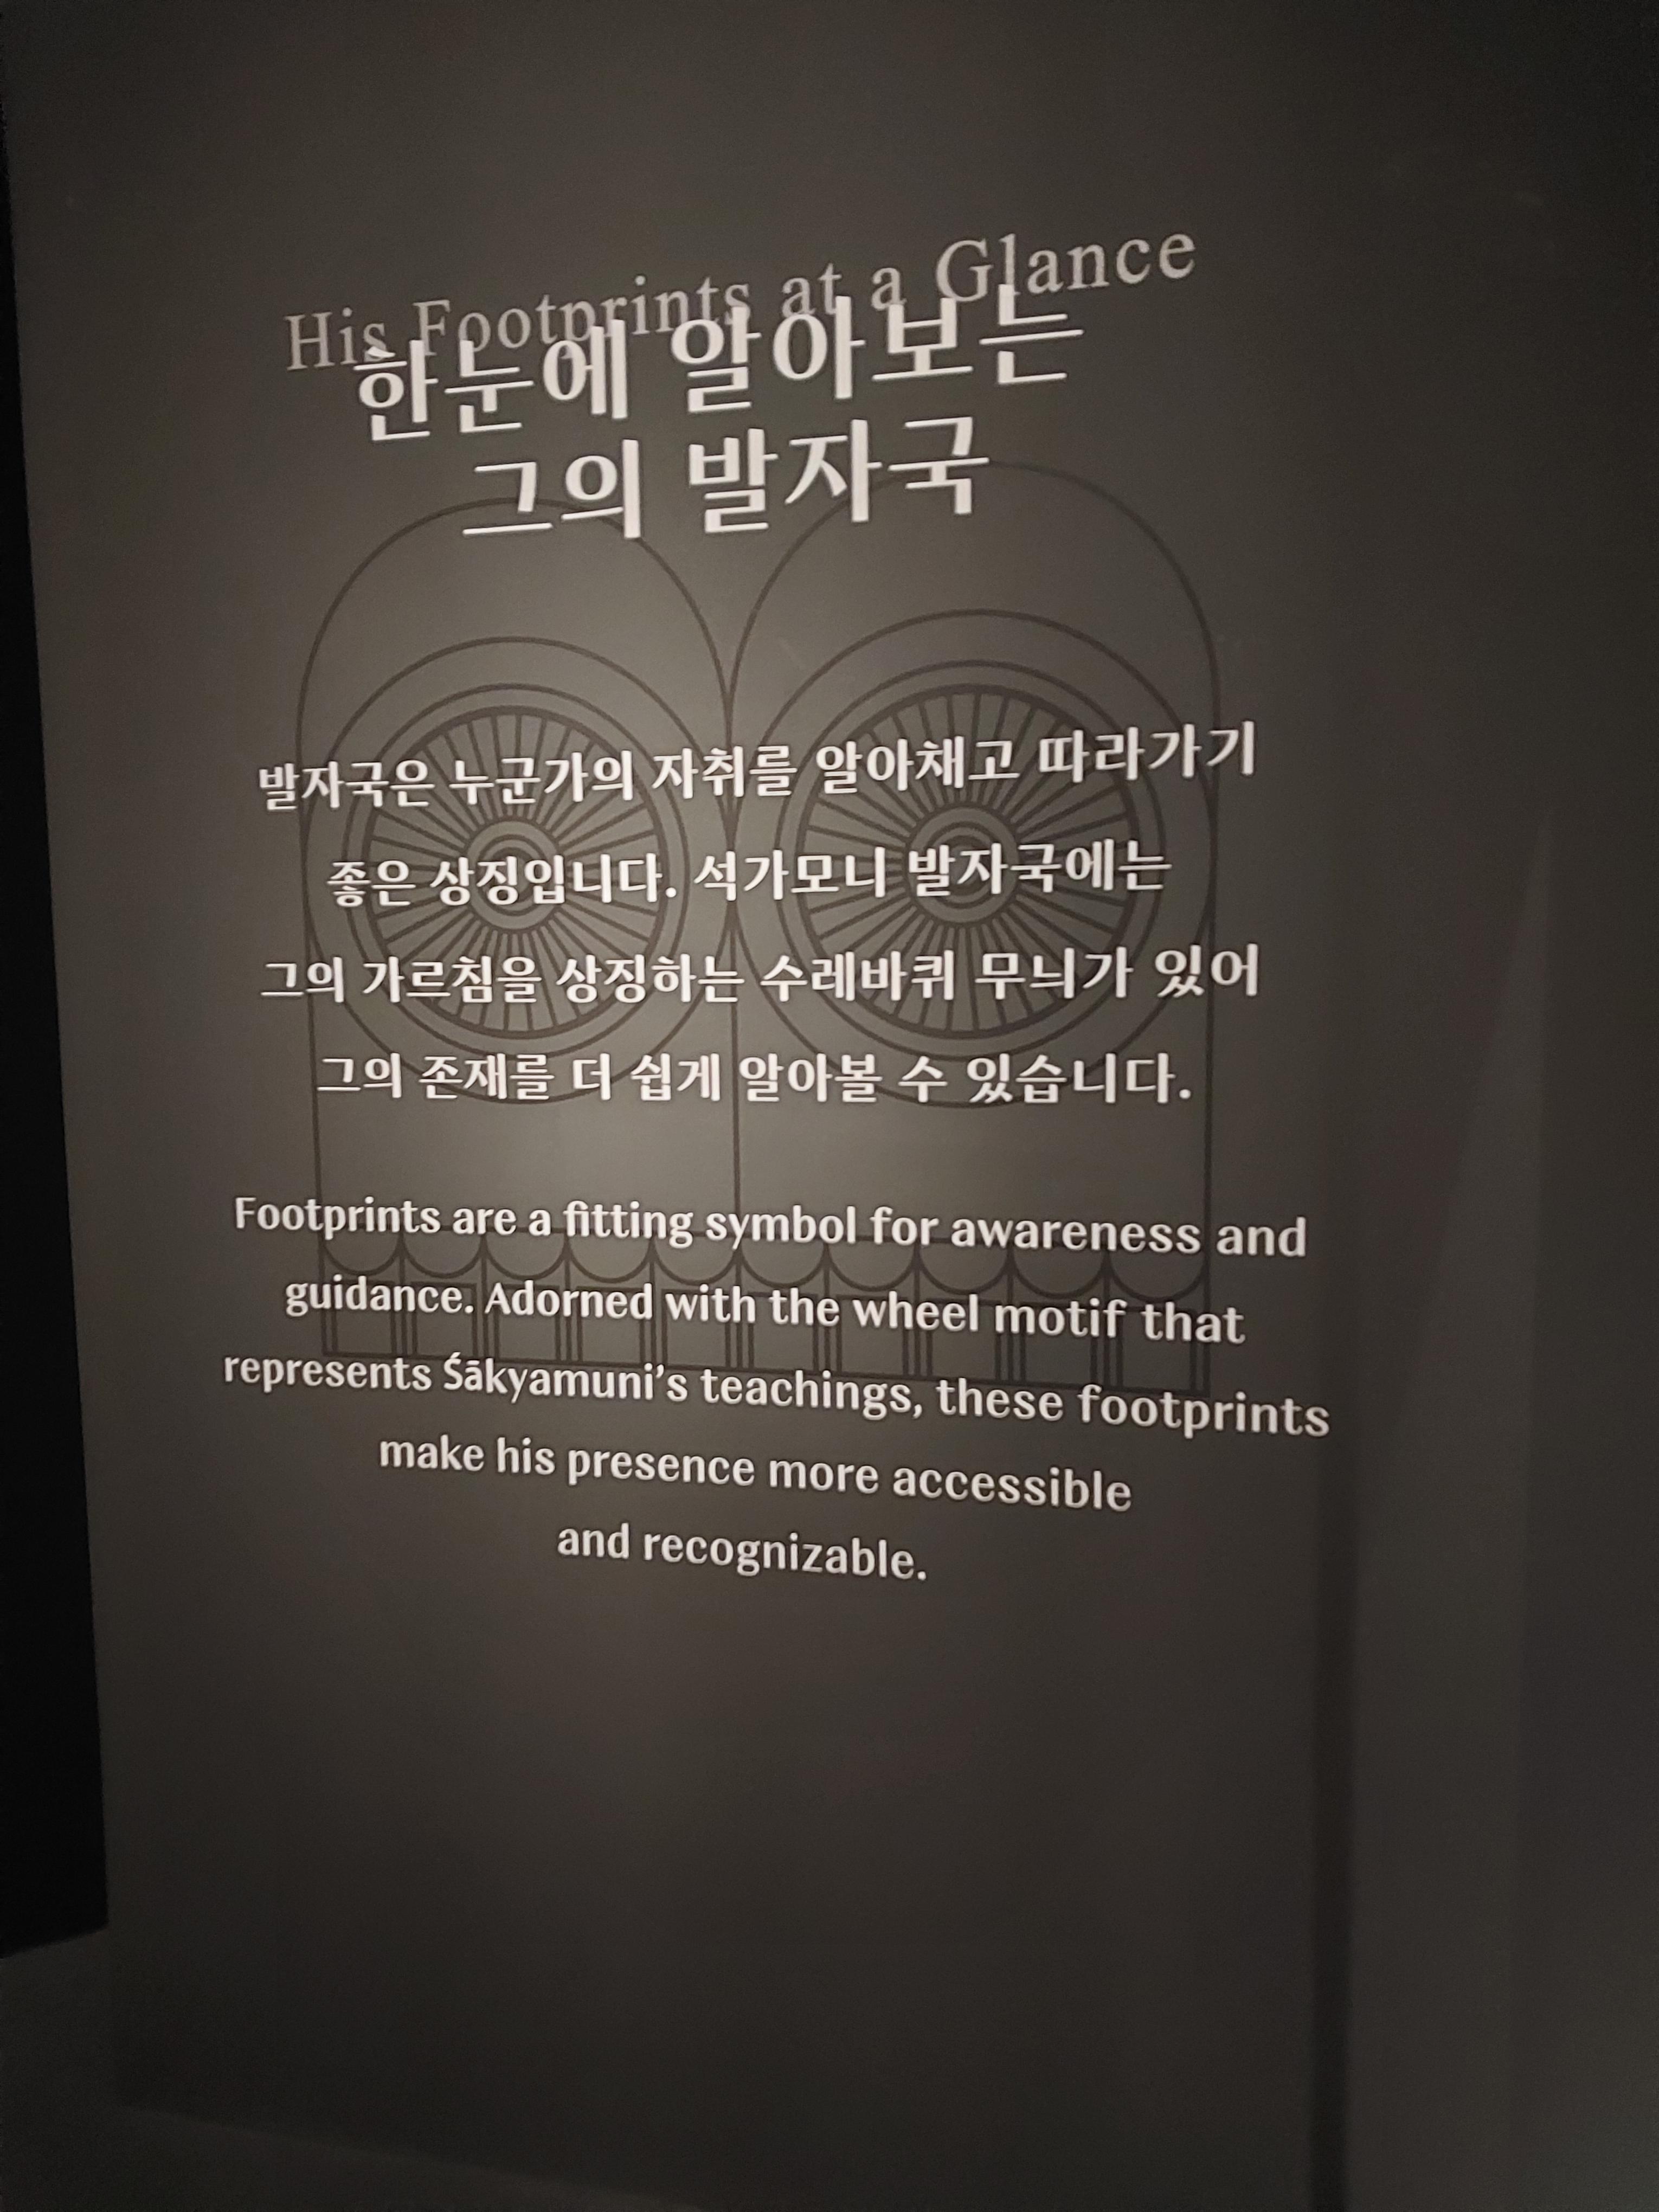 His Footprints at a Glance
한눈에 알아보는
그의 발자국
발자국은 누군가의 자취를 알아채고 따라가기
좋은 상징입니다. 석가모니 발자국에는
그의 가르침을 상징하는 수레바퀴 무늬가 있어
그의 존재를 더 쉽게 알아볼 수 있습니다.
Footprints are a fitting symbol for awareness and
guidance. Adorned with the wheel motif that
represents Śākyamuni’s teachings, these footprints
make his presence more accessible
and recognizable.